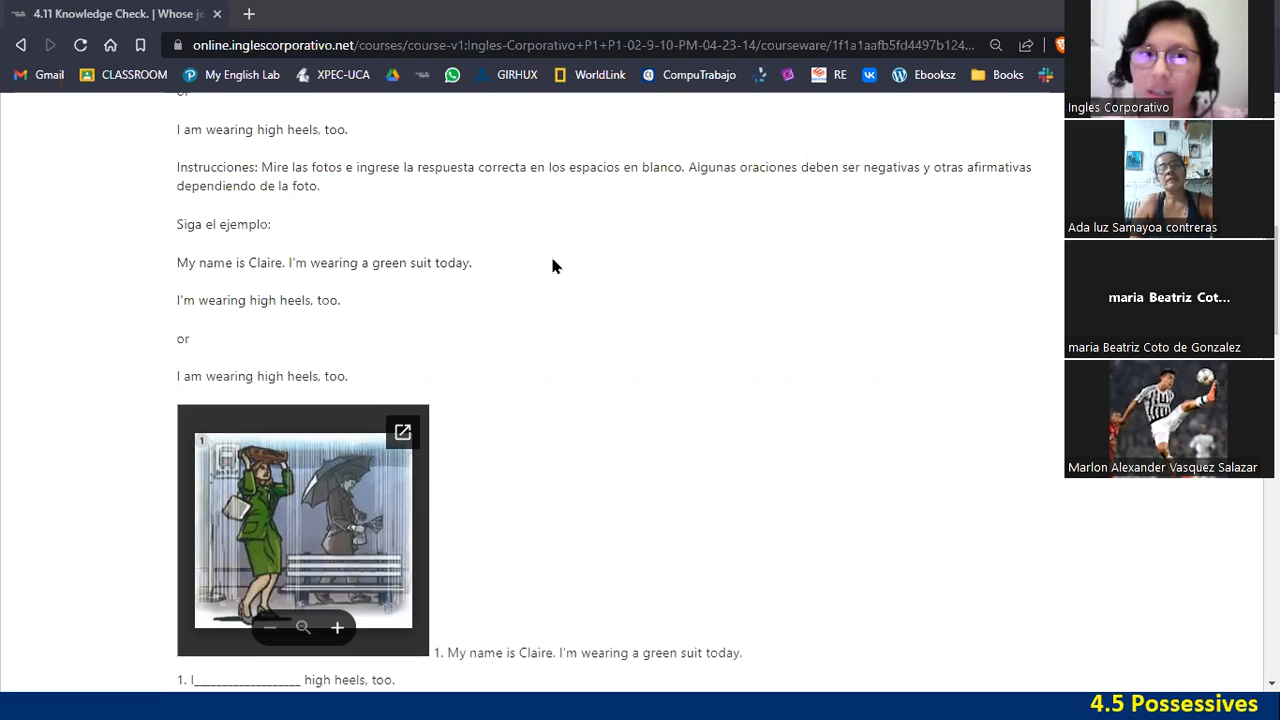 4.11 Knowledge Check. | Whose je
online.inglescorporativo.net/courses/course-v1:Ingles-Corporativo+P1+P1-02-9-10-PM-04-23-14/courseware/1f1a1aafb5fd4497b124...
Gmail CLASSROOM My English Lab XPEC-UCA GIRHUX WorldLink CompuTrabajo RE Ebooksz Books
I am wearing high heels, too.
Instrucciones: Mire las fotos e ingrese la respuesta correcta en los espacios en blanco. Algunas oraciones deben ser negativas y otras afirmativas
dependiendo de la foto.
Siga el ejemplo:
My name is Claire. I'm wearing a green suit today.
I'm wearing high heels, too.
or
I am wearing high heels, too.
1
1. My name is Claire. I'm wearing a green suit today.
1. I__________________ high heels, too.
Ingles Corporativo
Ada luz Samayoa contreras
maria Beatriz Cot...
maria Beatriz Coto de Gonzalez
Marlon Alexander Vasquez Salazar
4.5 Possessives